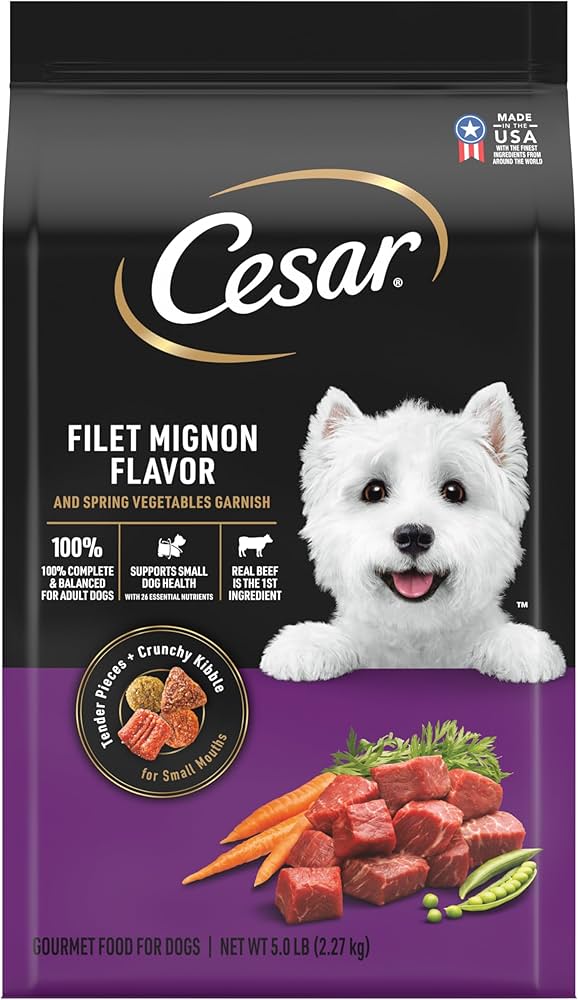 MADE
IN THE
USA
WITH THE FINEST
INGREDIENTS FROM
AROUND THE WORLD
Cesar®
FILET MIGNON
FLAVOR
AND SPRING VEGETABLES GARNISH
100%
100% COMPLETE
& BALANCED
FOR ADULT DOGS
SUPPORTS SMALL
DOG HEALTH
WITH 26 ESSENTIAL NUTRIENTS
REAL BEEF
IS THE 1ST
INGREDIENT
TM
Tender Pieces + Crunchy Kibble
for Small Mouths
GOURMET FOOD FOR DOGS | NET WT 5.0 LB (2.27 kg)